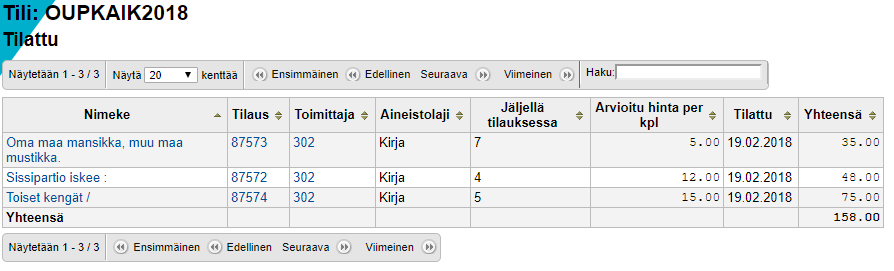 Tili: OUPKAIK2018
Tilattu
Näytetään 1 - 3 / 3 Näytä 20 kenttää Ensimmäinen Edellinen Seuraava Viimeinen Haku:
Nimeke Tilaus Toimittaja Aineistolaji Jäljellä tilauksessa Arvioitu hinta per kpl Tilattu Yhteensä
Oma maa mansikka, muu maa mustikka. 87573 302 Kirja 7 5.00 19.02.2018 35.00
Sissipartio iskee : 87572 302 Kirja 4 12.00 19.02.2018 48.00
Toiset kengät / 87574 302 Kirja 5 15.00 19.02.2018 75.00
Yhteensä 158.00
Näytetään 1 - 3 / 3 Ensimmäinen Edellinen Seuraava Viimeinen